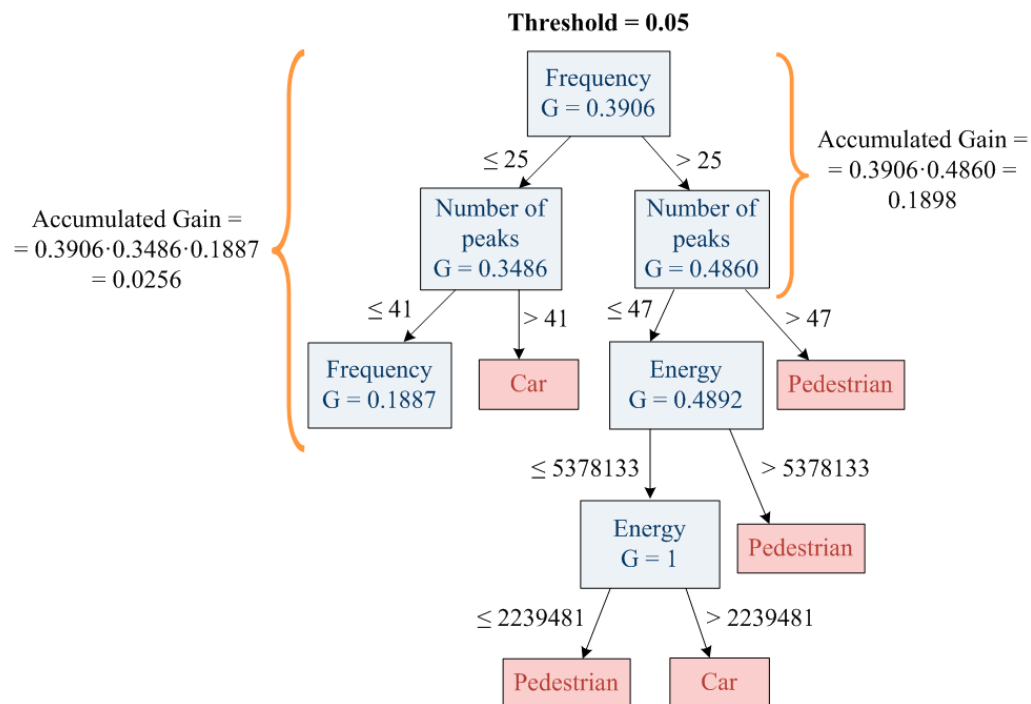 Threshold = 0.05
Frequency
G = 0.3906
Accumulated Gain =
= 0.3906·0.4860 =
0.1898
≤ 25
> 25
Accumulated Gain =
= 0.3906·0.3486·0.1887
= 0.0256
Number of
peaks
G = 0.3486
Number of
peaks
G = 0.4860
≤ 41
> 41
≤ 47
> 47
Frequency
G = 0.1887
Car
Energy
G = 0.4892
Pedestrian
≤ 5378133
> 5378133
Energy
G = 1
Pedestrian
≤ 2239481
> 2239481
Pedestrian
Car